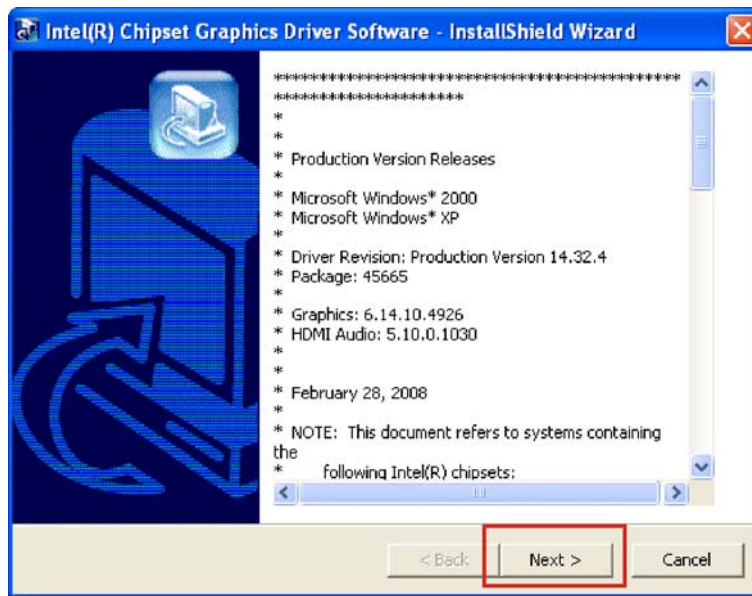 Intel(R) Chipset Graphics Driver Software - InstallShield Wizard
********************************************
*********************
*
*
* Production Version Releases
*
* Microsoft Windows* 2000
* Microsoft Windows* XP
*
* Driver Revision: Production Version 14.32.4
* Package: 45665
*
* Graphics: 6.14.10.4926
* HDMI Audio: 5.10.0.1030
*
*
* February 28, 2008
*
* NOTE:  This document refers to systems containing
the
*       following Intel(R) chipsets:
< Back
Next >
Cancel